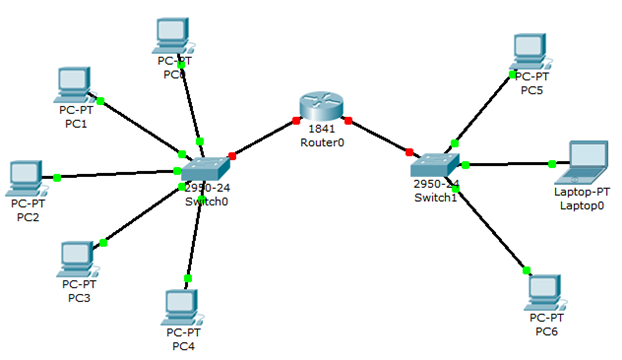 PC-PT
PC-PT
PC1
PC-PT
PC2
PC-PT
PC3
PC-PT
PC4
2950-24
Switch0
1841
Router0
2950-24
Switch1
PC-PT
PC5
Laptop-PT
Laptop0
PC-PT
PC6